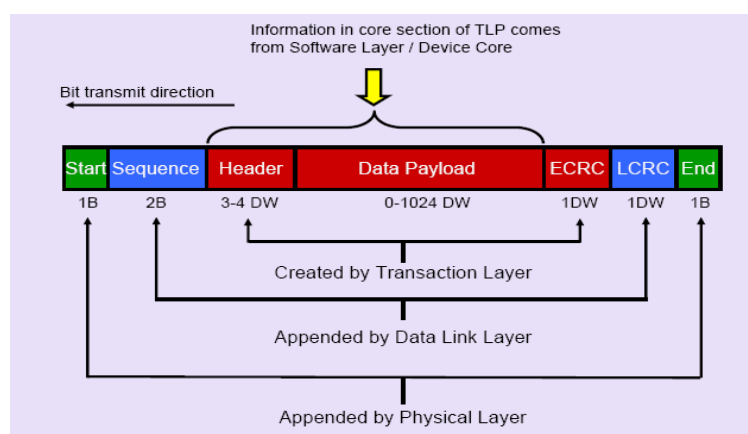 Information in core section of TLP comes
from Software Layer / Device Core
Bit transmit direction
Start Sequence Header Data Payload ECRC LCRC End
1B 2B 3-4 DW 0-1024 DW 1DW 1DW 1B
Created by Transaction Layer
Appended by Data Link Layer
Appended by Physical Layer